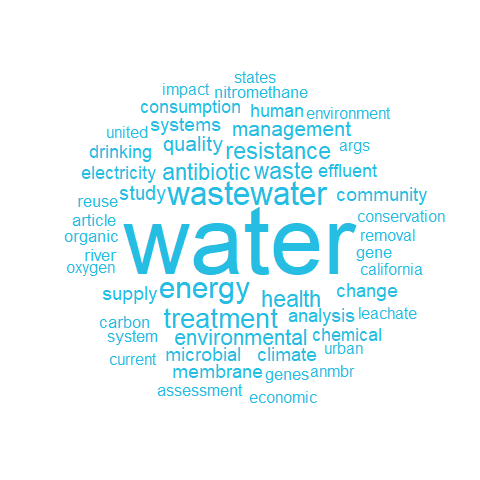 states
impact nitromethane
consumption human environment
united systems management
drinking quality resistance args
electricity antibiotic waste effluent
reuse study wastewater community
article water conservation
organic removal
river gene
oxygen california
supply energy health change
carbon treatment analysis leachate
system environmental chemical
current microbial climate urban
membrane genes anmbr
assessment economic